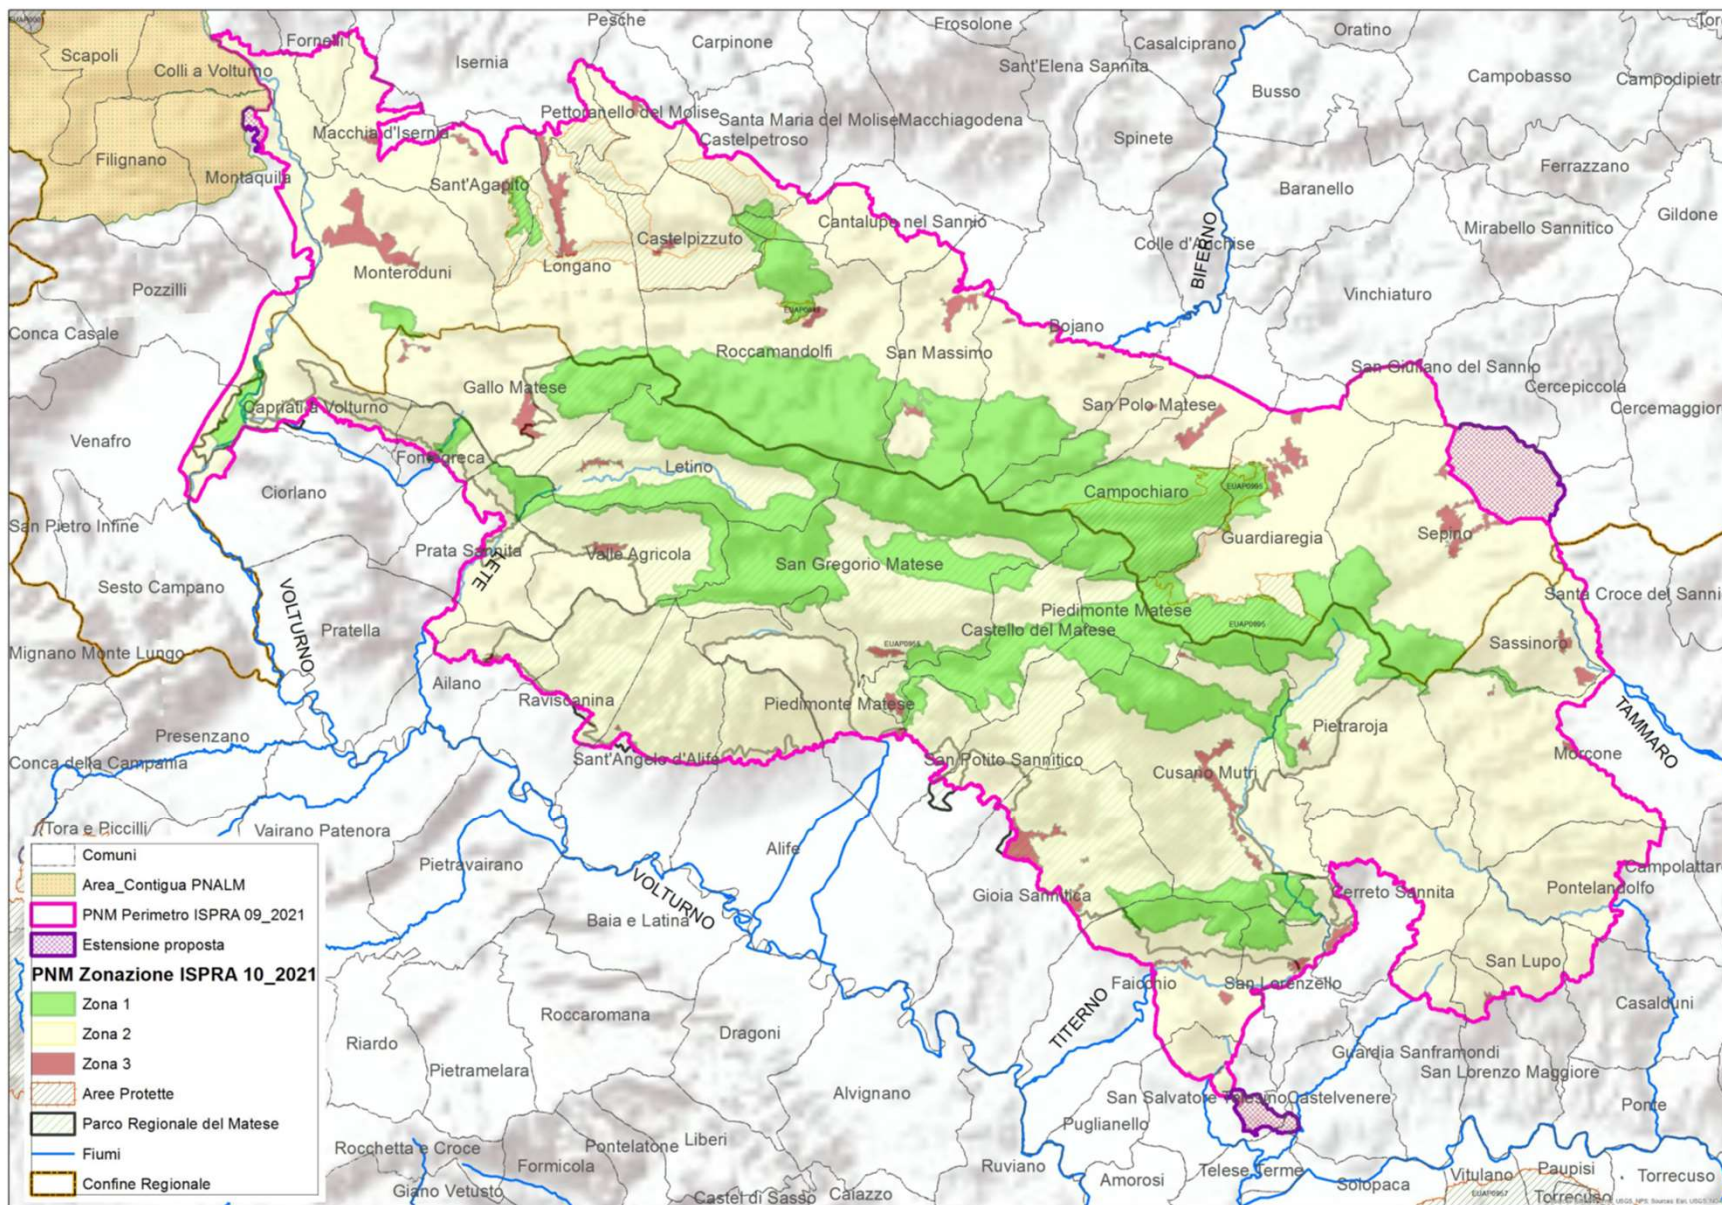 EUAP0001
Scapoli
Colli a Volturno
Fornelli
Isernia
Pesche
Carpinone
Frosolone
Sant'Elena Sannita
Casalciprano
Oratino
Busso
Campobasso
Filignano
Montaquila
Macchia d'Isernia
Pettoranello del Molise
Santa Maria del Molise
Macchiagodena
Castelpetroso
Spinete
Ferrazzano
Baranello
Gildone
Mirabello Sannitico
Sant'Agapito
Cantalupo nel Sannio
Castelpizzuto
Colle d'Anchise
BIFERNO
Longano
Monteroduni
Pozzilli
Vinchiaturo
Conca Casale
Bojano
Roccamandolfi
San Massimo
San Giuliano del Sannio
Cercepiccola
Cercemaggiore
Gallo Matese
Capriati a Volturno
San Polo Matese
Venafro
Fontegreca
Letino
Ciorlano
Campochiaro
EUAP0995
San Pietro Infine
Sepino
Guardiaregia
Prata Sannita
LETE
Valle Agricola
San Gregorio Matese
Sesto Campano
VOLTURNO
Pratella
Piedimonte Matese
Castello del Matese
EUAP0995
Sassinoro
Mignano Monte Lungo
Ailano
Raviscanina
Piedimonte Matese
Pietraroja
TAMMARO
Presenzano
Conca della Campania
Sant'Angelo d'Alife
San Potito Sannitico
Cusano Mutri
Morcone
Tora e Piccilli
Vairano Patenora
Pietravairano
Alife
VOLTURNO
Gioia Sannitica
Cerreto Sannita
Pontelandolfo
Baia e Latina
San Lupo
Faicchio
San Lorenzello
Casalduni
TITERNO
Roccaromana
Dragoni
Riardo
Pietramelara
Guardia Sanframondi
San Lorenzo Maggiore
Alvignano
San Salvatore Telesino
Castelvenere
Ponte
Puglianello
Rocchetta e Croce
Pontelatone
Liberi
Formicola
Ruviano
Amorosi
Telese Terme
Solopaca
Vitulano
Paupisi
Torrecuso
Giano Vetusto
Castel di Sasso
Caiazzo
EUAP0957
Torrecuso
Comuni
Area_Contigua PNALM
PNM Perimetro ISPRA 09_2021
Estensione proposta
PNM Zonazione ISPRA 10_2021
Zona 1
Zona 2
Zona 3
Aree Protette
Parco Regionale del Matese
Fiumi
Confine Regionale